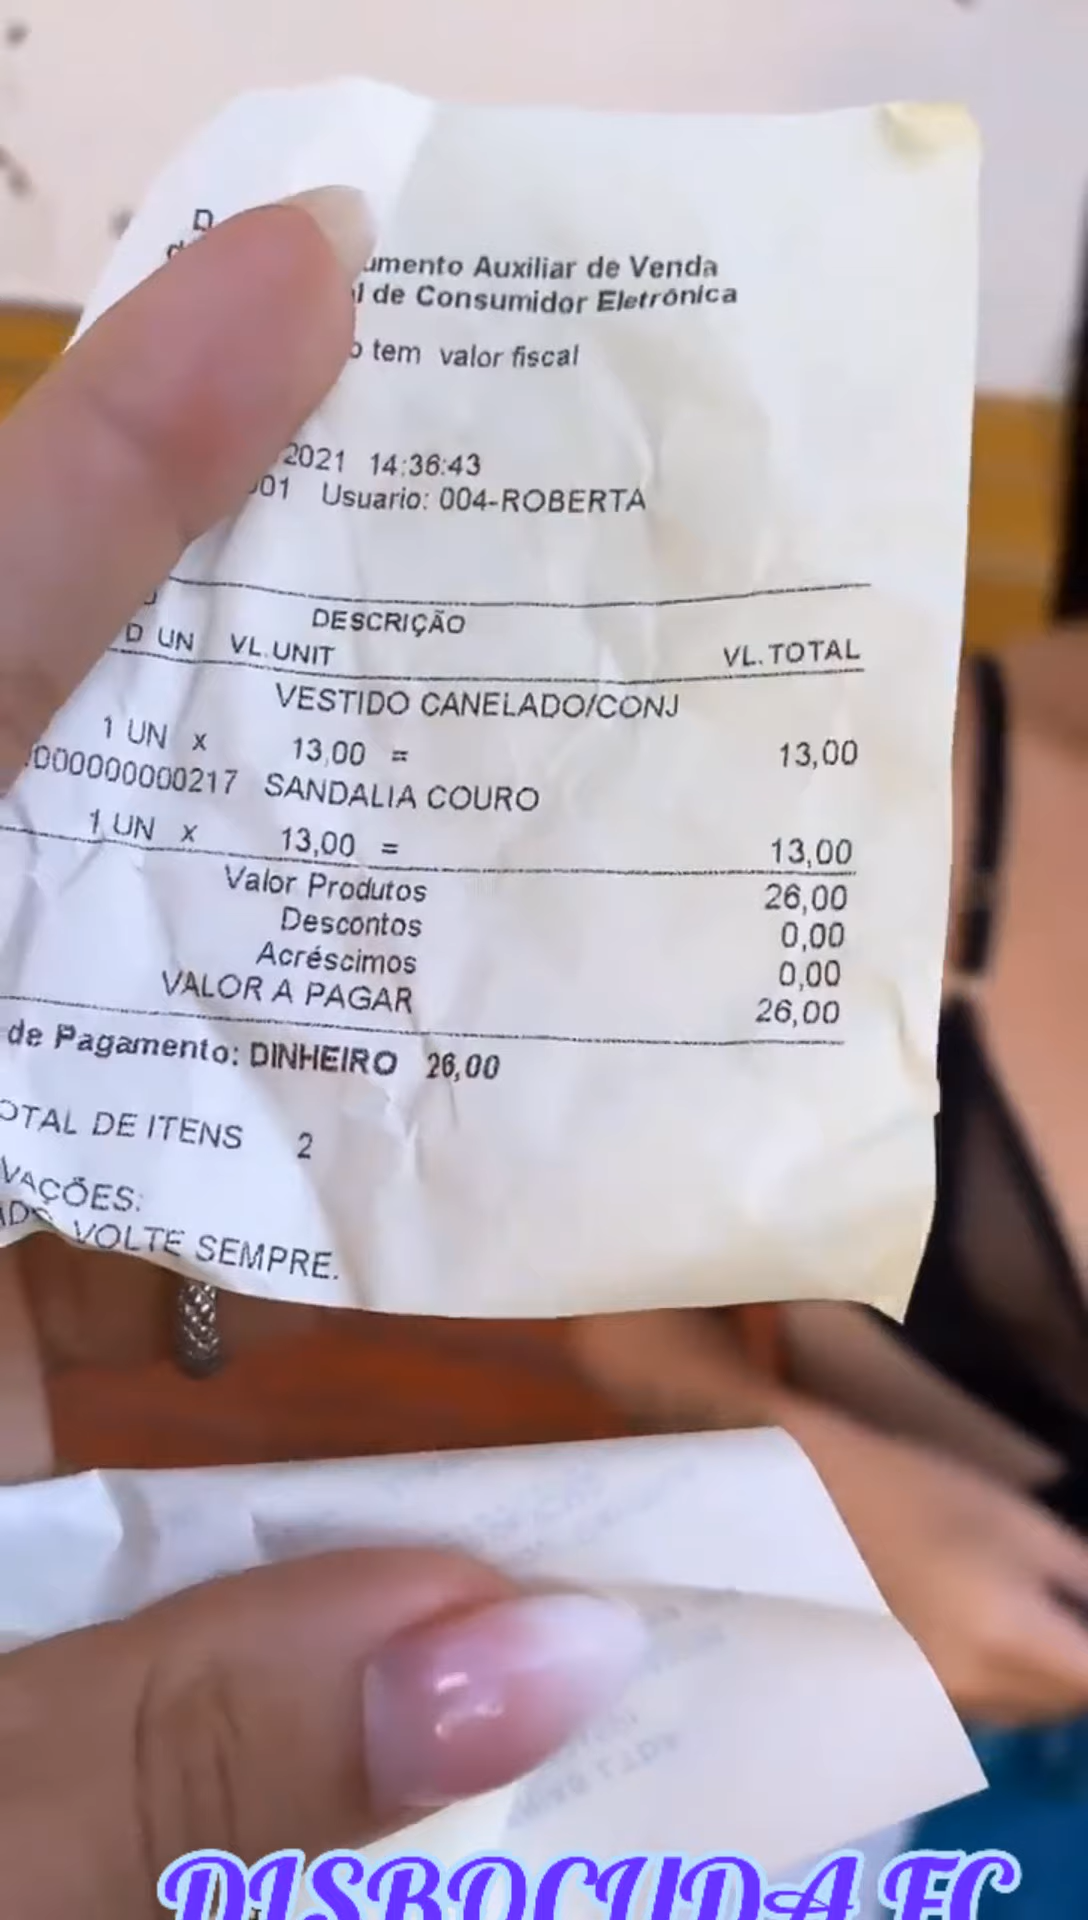 umento Auxiliar de Venda
l de Consumidor Eletrônica
o tem valor fiscal
2021 14:36:43
001 Usuario: 004-ROBERTA
DESCRIÇÃO
D UN VL.UNIT VL.TOTAL
VESTIDO CANELADO/CONJ
1 UN x 13,00 = 13,00
000000000217 SANDALIA COURO
1 UN x 13,00 = 13,00
Valor Produtos 26,00
Descontos 0,00
Acréscimos 0,00
VALOR A PAGAR 26,00
de Pagamento: DINHEIRO 26,00
OTAL DE ITENS 2
VAÇÕES:
VOLTE SEMPRE.